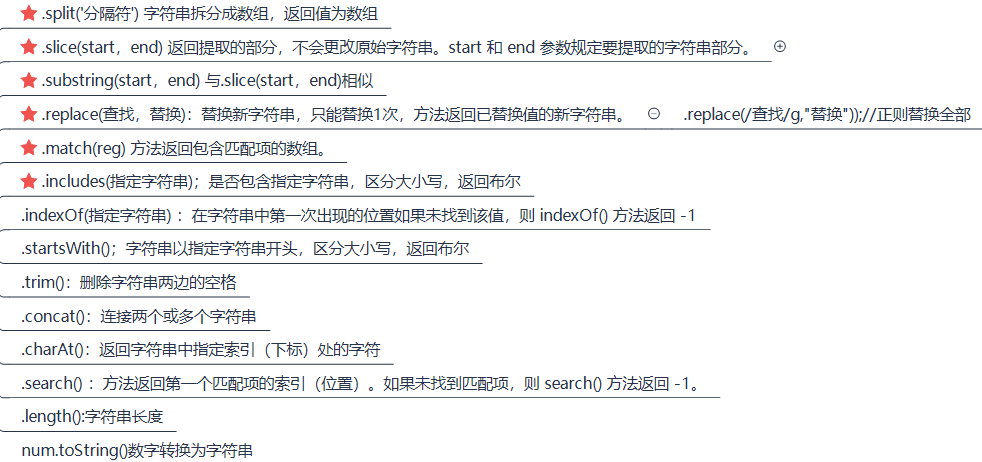 .split('分隔符') 字符串拆分成数组，返回值为数组
.slice(start，end) 返回提取的部分，不会更改原始字符串。start 和 end 参数规定要提取的字符串部分。
.substring(start，end) 与.slice(start，end)相似
.replace(查找，替换)：替换新字符串，只能替换1次，方法返回已替换值的新字符串。 .replace(/查找/g,"替换"));//正则替换全部
.match(reg) 方法返回包含匹配项的数组。
.includes(指定字符串)；是否包含指定字符串，区分大小写，返回布尔
.indexOf(指定字符串)：在字符串中第一次出现的位置如果未找到该值，则 indexOf() 方法返回 -1
.startsWith()；字符串以指定字符串开头，区分大小写，返回布尔
.trim()：删除字符串两边的空格
.concat()：连接两个或多个字符串
.charAt()：返回字符串中指定索引（下标）处的字符
.search()：方法返回第一个匹配项的索引（位置）。如果未找到匹配项，则 search() 方法返回 -1。
.length():字符串长度
num.toString()数字转换为字符串